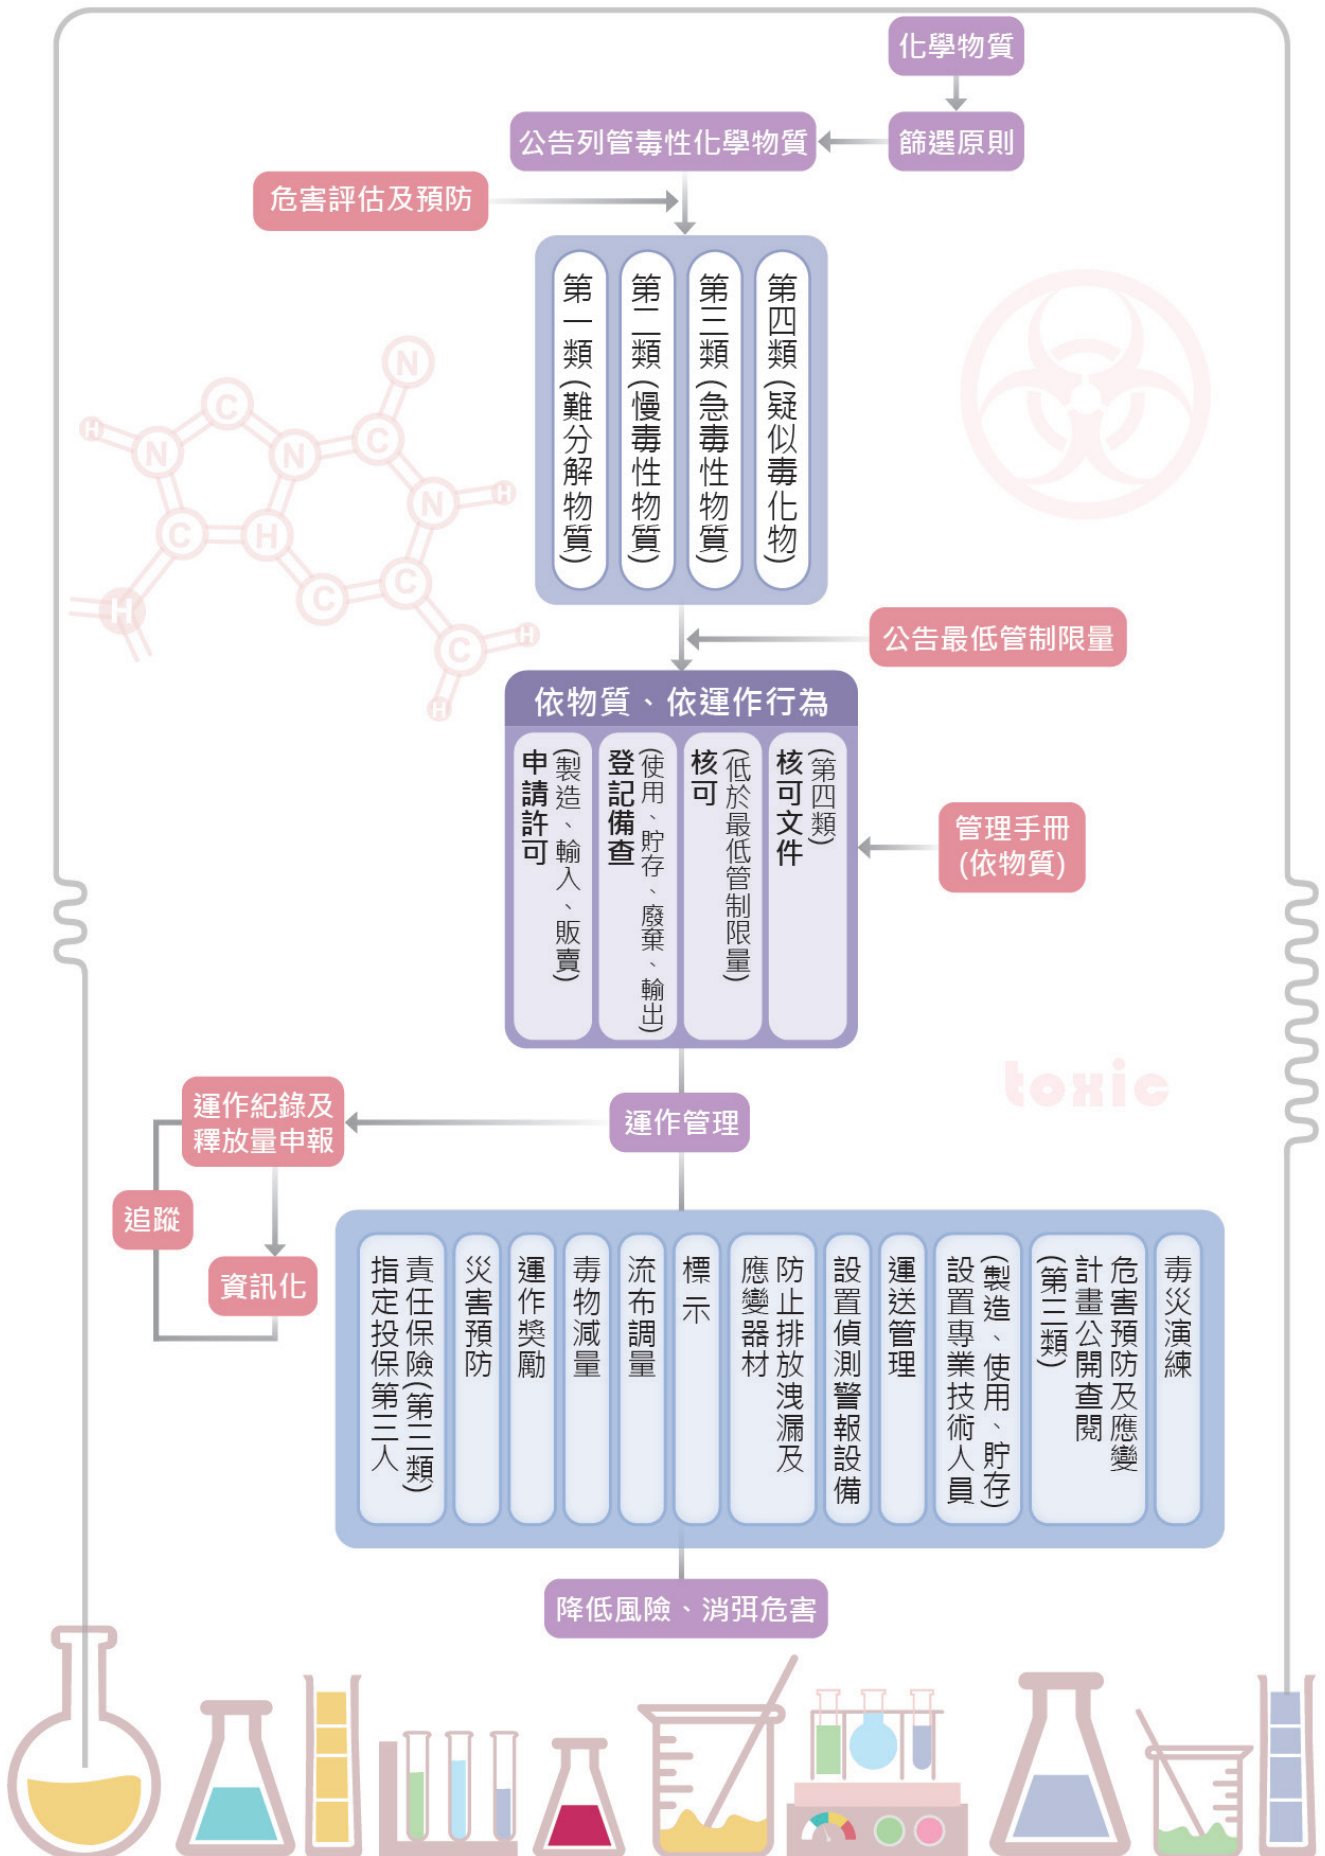 化學物質
篩選原則
公告列管毒性化學物質
危害評估及預防
第一類(難分解物質)
第二類(慢毒性物質)
第三類(急毒性物質)
第四類(疑似毒化物)
N
C
H
N
N
C
N
H
C
H
C
C
H
C
H
H
公告最低管制限量
依物質、依運作行為
申請許可
(製造、輸入、販賣)
登記備查
(使用、貯存、廢棄、輸出)
核可
(低於最低管制限量)
核可文件
(第四類)
管理手冊
(依物質)
toxic
運作管理
運作紀錄及
釋放量申報
追蹤
資訊化
指定投保第三人
責任保險(第三類)
災害預防
運作獎勵
毒物減量
流布調量
標示
防止排放洩漏及
應變器材
設置偵測警報設備
運送管理
設置專業技術人員
(製造、使用、貯存)
危害預防及應變
計畫公開查閱
(第三類)
毒災演練
降低風險、消弭危害